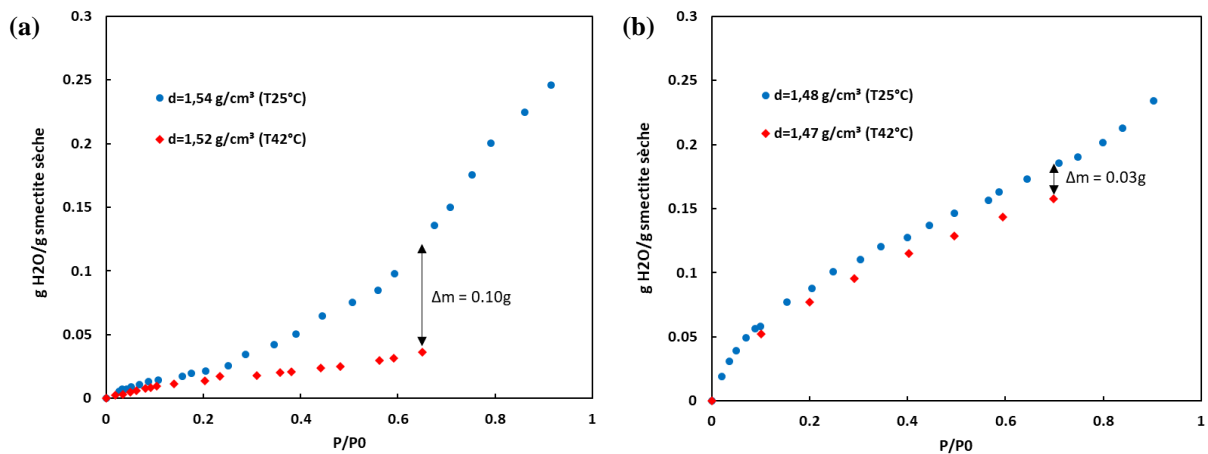 (a)
g H2O/g smectite sèche
0.3
0.25
0.2
0.15
0.1
0.05
0
d=1,54 g/cm³ (T25°C)
d=1,52 g/cm³ (T42°C)
Δm = 0.10g
0
0.2
0.4
0.6
0.8
1
P/P0
(b)
g H2O/g smectite sèche
0.3
0.25
0.2
0.15
0.1
0.05
0
d=1,48 g/cm³ (T25°C)
d=1,47 g/cm³ (T42°C)
Δm = 0.03g
0
0.2
0.4
0.6
0.8
1
P/P0